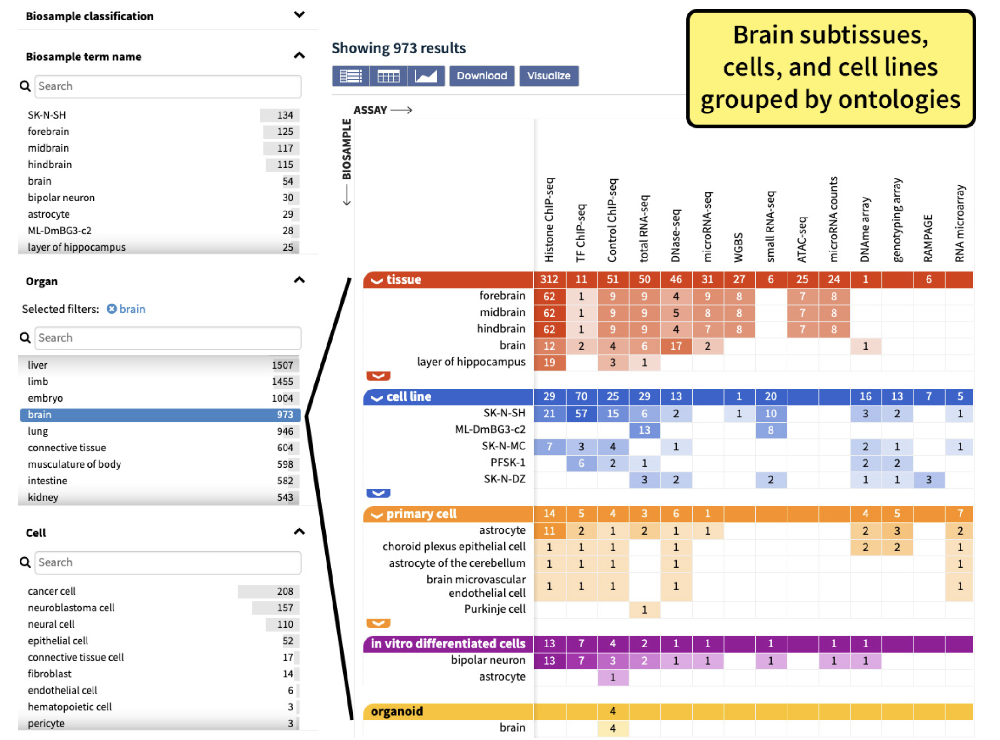 Biosample classification
Biosample term name
Search
SK-N-SH 134
forebrain 125
midbrain 117
hindbrain 115
brain 54
bipolar neuron 30
astrocyte 29
ML-DmBG3-c2 28
layer of hippocampus 25
Organ
Selected filters: brain
Search
liver 1507
limb 1455
embryo 1004
brain 973
lung 946
connective tissue 604
musculature of body 598
intestine 582
kidney 543
Cell
Search
cancer cell 208
neuroblastoma cell 157
neural cell 110
epithelial cell 52
connective tissue cell 17
fibroblast 14
endothelial cell 6
hematopoietic cell 3
pericyte 3
Showing 973 results
Download Visualize
Brain subtissues,
cells, and cell lines
grouped by ontologies
ASSAY
BIOSAMPLE
Histone ChIP-seq
TF ChIP-seq
Control ChIP-seq
total RNA-seq
DNase-seq
microRNA-seq
WGBS
small RNA-seq
ATAC-seq
microRNA counts
DNAme array
genotyping array
RAMPAGE
RNA microarray
tissue 312 11 51 50 46 31 27 6 25 24 1 6
forebrain 62 1 9 9 4 9 8 7 8
midbrain 62 1 9 9 5 8 8 7 8
hindbrain 62 1 9 9 4 7 8 7 8
brain 12 2 4 6 17 2 1
layer of hippocampus 19 3 1
cell line 29 70 25 29 13 1 20 16 13 7 5
SK-N-SH 21 57 15 6 2 1 10 3 2 1
ML-DmBG3-c2 13 8
SK-N-MC 7 3 4 1 2 1 1
PFSK-1 6 2 1 2 2
SK-N-DZ 3 2 2 1 1 3
primary cell 14 5 4 3 6 1 4 5 7
astrocyte 11 2 1 2 1 1 2 3 2
choroid plexus epithelial cell 1 1 1 1 2 2 1
astrocyte of the cerebellum 1 1 1 1 1
brain microvascular
endothelial cell 1 1 1 1 1
Purkinje cell 1
in vitro differentiated cells 13 7 4 2 1 1 1 1 1
bipolar neuron 13 7 3 2 1 1 1 1 1
astrocyte 1
organoid 4
brain 4